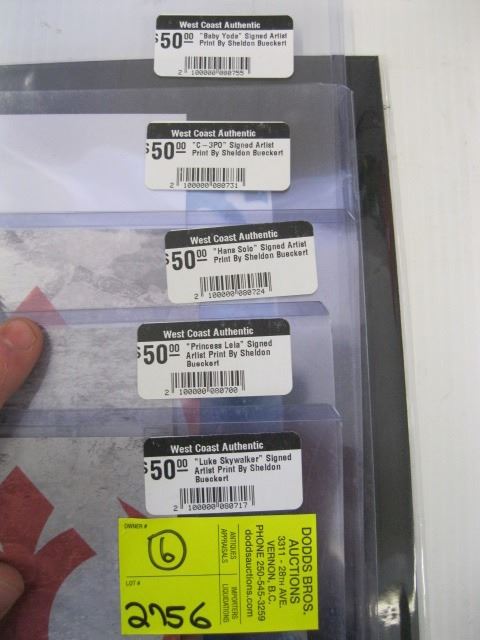 West Coast Authentic
$50.00 "Baby Yoda" Signed Artist
Print By Sheldon Bueckert
2 100000 080755
West Coast Authentic
$50.00 "C-3PO" Signed Artist
Print By Sheldon Bueckert
2 100000 080731
West Coast Authentic
$50.00 "Hans Solo" Signed Artist
Print By Sheldon Bueckert
2 100000 080724
West Coast Authentic
$50.00 "Princess Leia" Signed
Artist Print By Sheldon
Bueckert
2 100000 080700
West Coast Authentic
$50.00 "Luke Skywalker" Signed
Artist Print By Sheldon
Bueckert
2 100000 080717
OWNER #
6
LOT #
2756
ANTIQUES
APPRAISALS
IMPORTERS
LIQUIDATIONS
DODDS BROS.
AUCTIONS
3311 - 28TH AVE.
VERNON, B.C.
PHONE 250-545-3259
doddsauctions.com